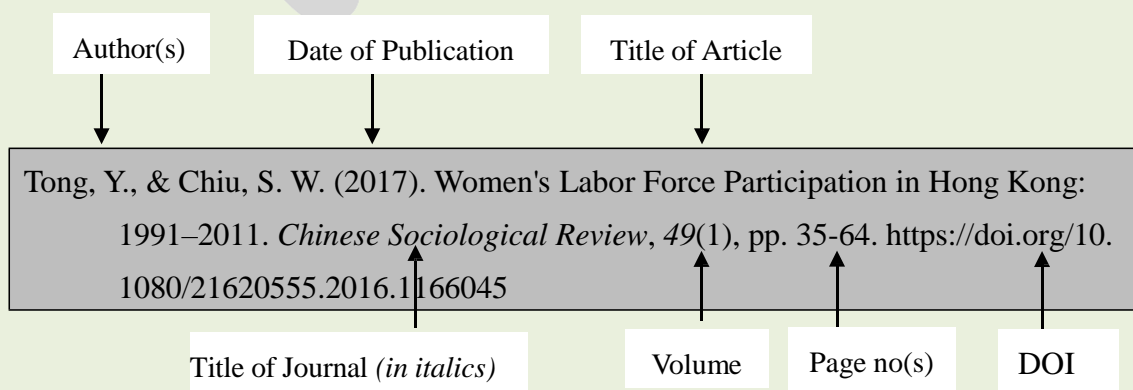 Author(s)
Date of Publication
Title of Article
Tong, Y., & Chiu, S. W. (2017). Women's Labor Force Participation in Hong Kong:
1991–2011. Chinese Sociological Review, 49(1), pp. 35-64. https://doi.org/10.
1080/21620555.2016.1166045
Title of Journal (in italics)
Volume
Page no(s)
DOI